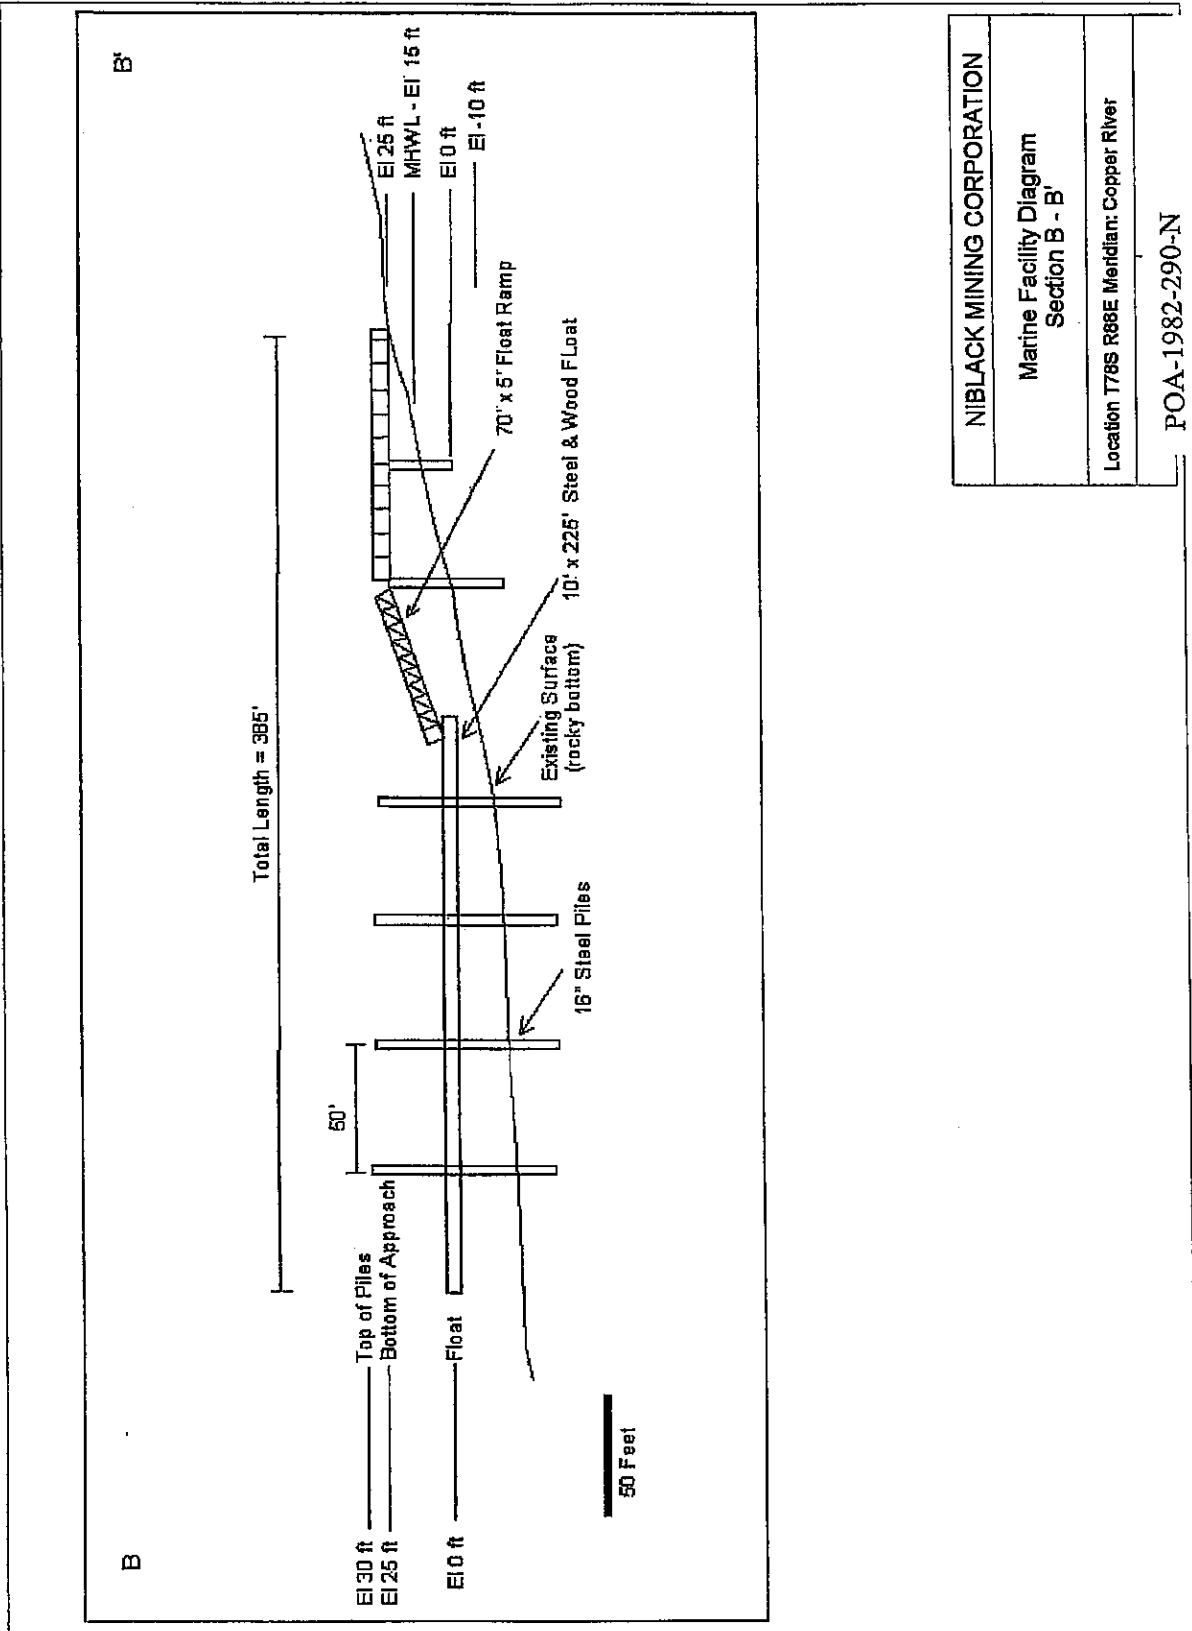 B
B'
Total Length = 385'
El 25 ft
MHWL - El 15 ft
El 0 ft
El -10 ft
50'
70' x 5' Float Ramp
El 30 ft
Top of Piles
El 25 ft
Bottom of Approach
El 0 ft
Float
10' x 225' Steel & Wood FLoat
Existing Surface
(rocky bottom)
16" Steel Piles
50 Feet
NIBLACK MINING CORPORATION
Marine Facility Diagram
Section B - B'
Location T78S R88E Meridian: Copper River
POA-1982-290-N